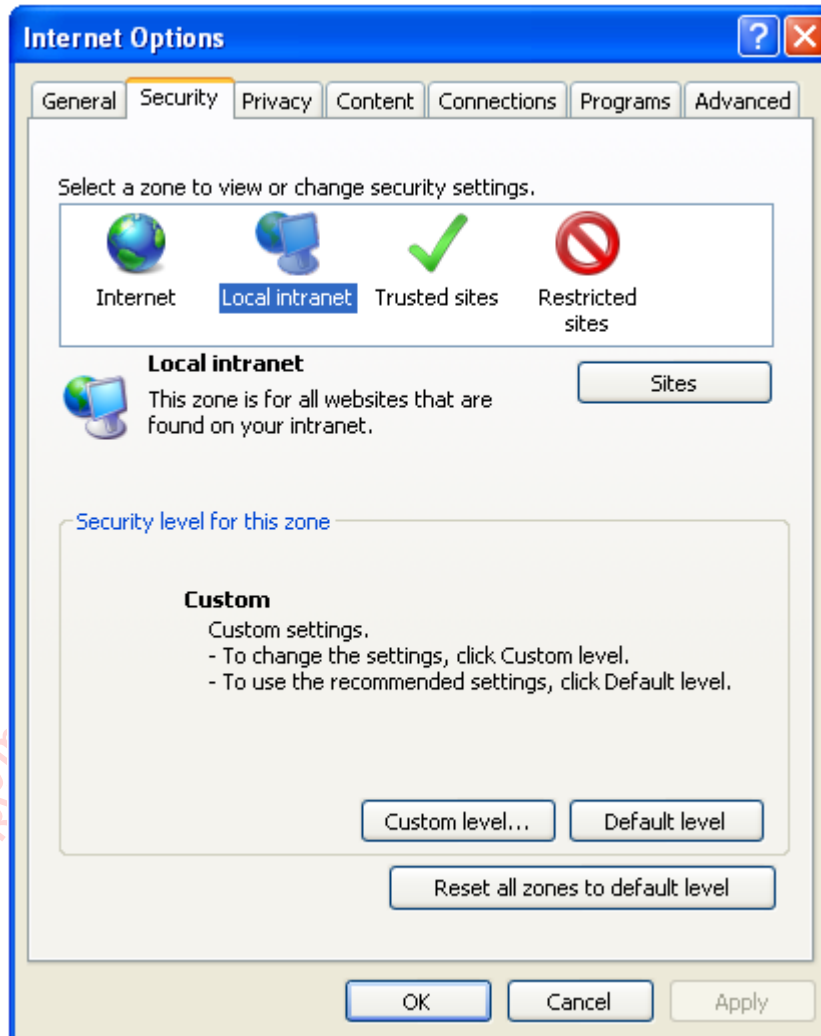 Internet Options
General Security Privacy Content Connections Programs Advanced
Select a zone to view or change security settings.
Internet Local intranet Trusted sites Restricted
sites
Local intranet
Sites
This zone is for all websites that are
found on your intranet.
Security level for this zone
Custom
Custom settings.
- To change the settings, click Custom level.
- To use the recommended settings, click Default level.
Custom level... Default level
Reset all zones to default level
OK Cancel Apply